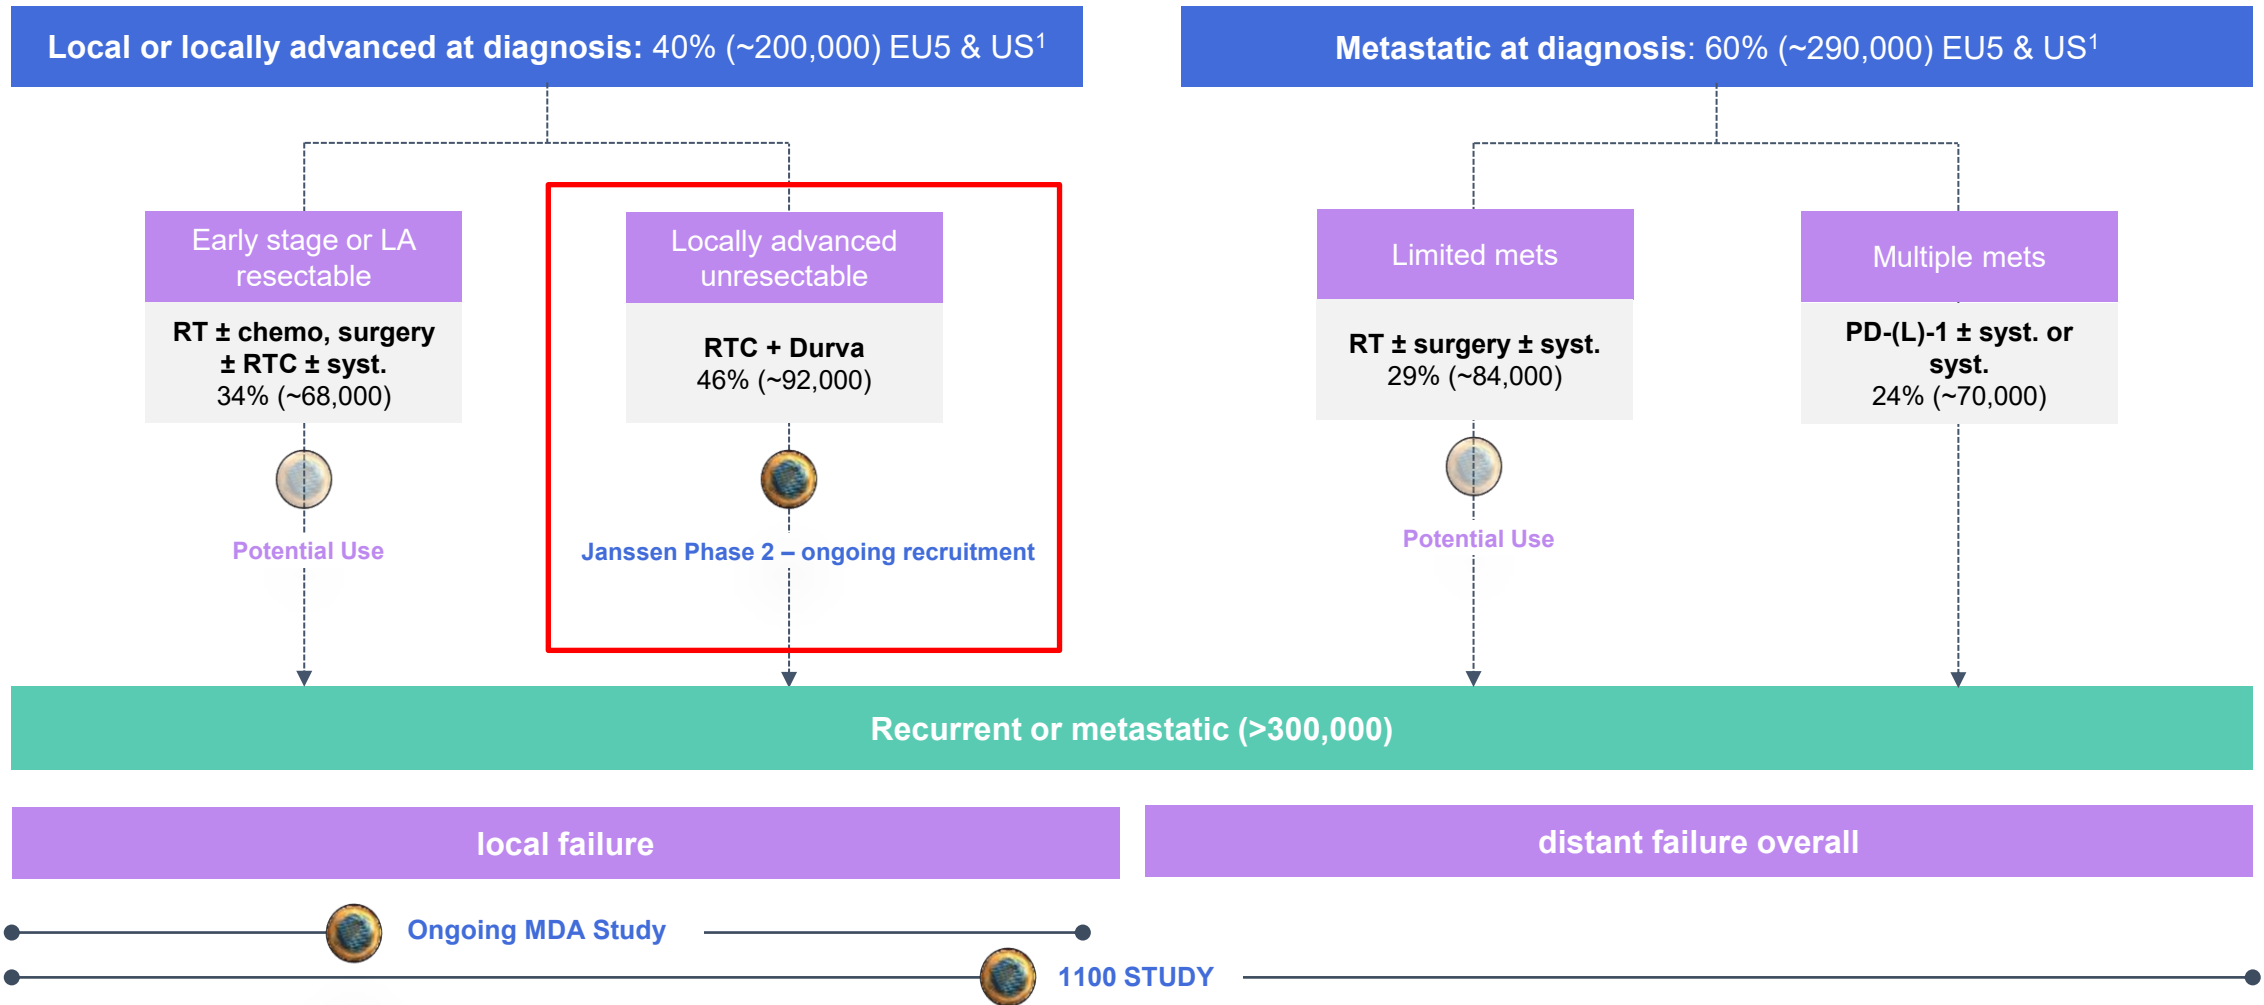 Local or locally advanced at diagnosis: 40% (~200,000) EU5 & US¹
Metastatic at diagnosis: 60% (~290,000) EU5 & US¹
Early stage or LA
resectable
RT ± chemo, surgery
± RTC ± syst.
34% (~68,000)
Potential Use
Locally advanced
unresectable
RTC + Durva
46% (~92,000)
Janssen Phase 2 – ongoing recruitment
Limited mets
RT ± surgery ± syst.
29% (~84,000)
Potential Use
Multiple mets
PD-(L)-1 ± syst. or
syst.
24% (~70,000)
Recurrent or metastatic (>300,000)
local failure
distant failure overall
Ongoing MDA Study
1100 STUDY